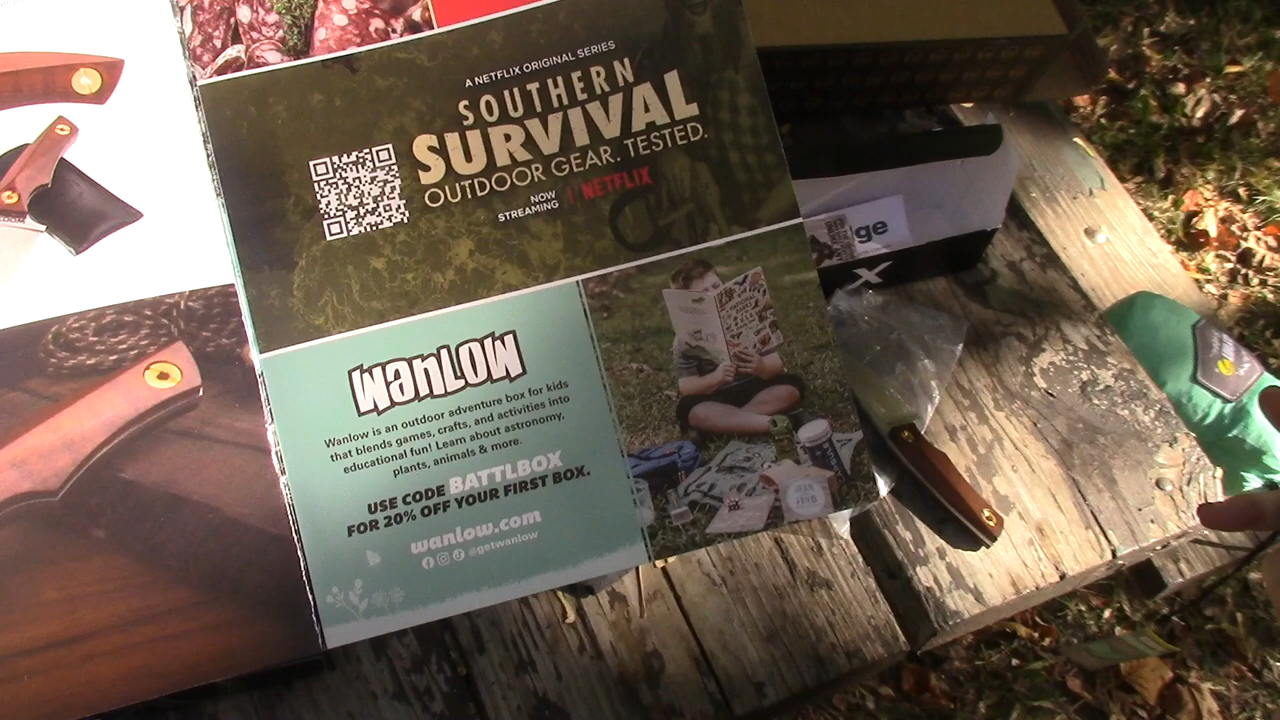 A NETFLIX ORIGINAL SERIES
SOUTHERN
SURVIVAL
OUTDOOR GEAR. TESTED.
NOW
STREAMING
NETFLIX
ge
X
WANLOW
Wanlow is an outdoor adventure box for kids
that blends games, crafts, and activities into
educational fun! Learn about astronomy,
plants, animals & more.
USE CODE BATTLBOX
FOR 20% OFF YOUR FIRST BOX.
wanlow.com
@getwanlow